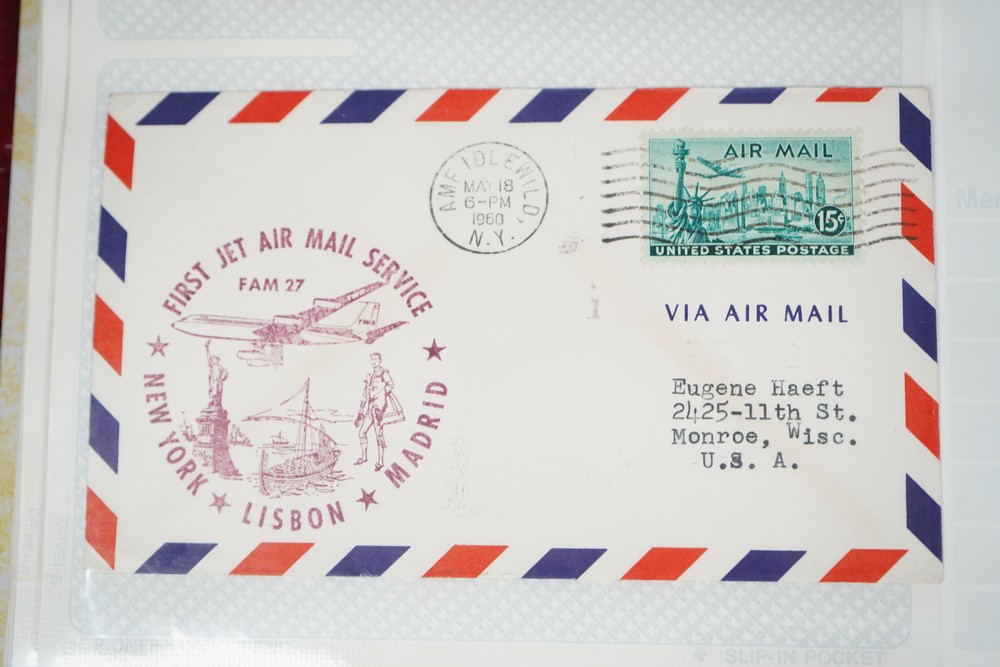 AMF IDLEWILD,
MAY 18
6-PM
1960
N.Y.
AIR MAIL
15¢
UNITED STATES POSTAGE
FIRST JET AIR MAIL SERVICE
FAM 27
TWA
NEW YORK
LISBON
MADRID
VIA AIR MAIL
Eugene Haeft
2425-11th St.
Monroe, Wisc.
U.S. A.
SLIP-IN POCKET